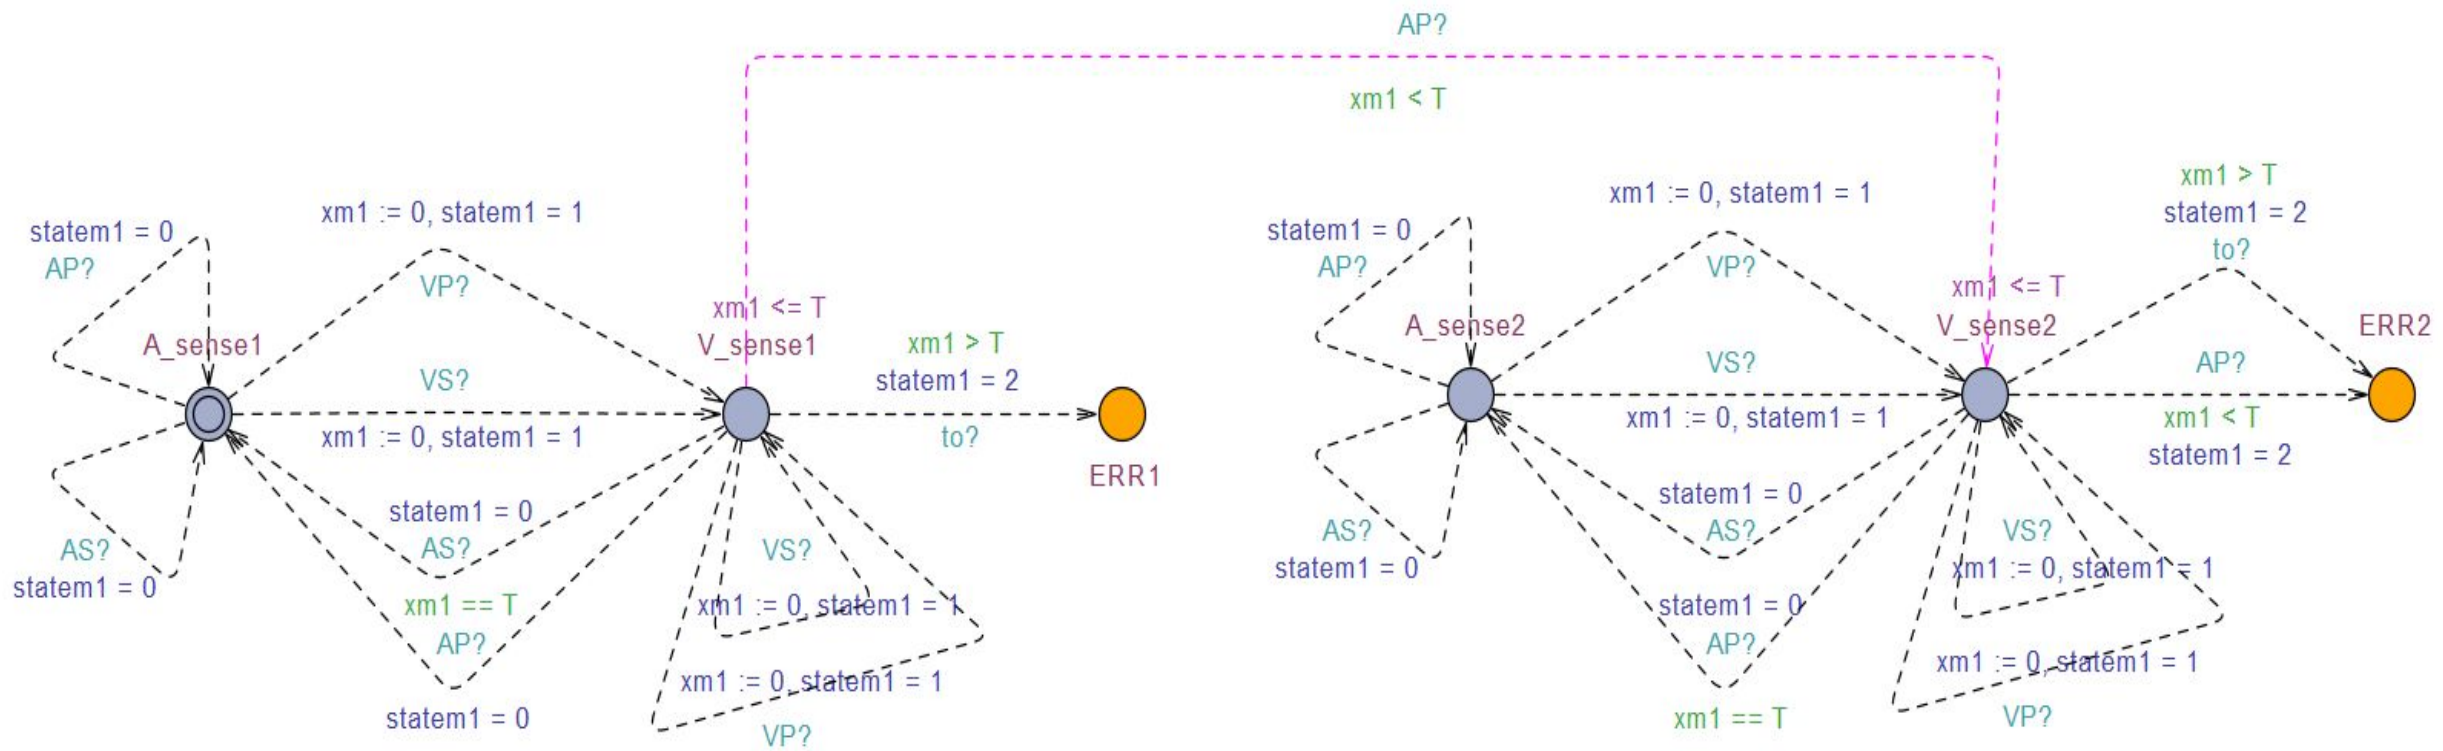 AP?
xm1 < T
statem1 = 0
AP?
xm1 := 0, statem1 = 1
VP?
A_sense1
VS?
xm1 := 0, statem1 = 1
xm1 <= T
V_sense1
xm1 > T
statem1 = 2
to?
ERR1
AS?
statem1 = 0
statem1 = 0
AS?
xm1 == T
AP?
statem1 = 0
VS?
xm1 := 0, statem1 = 1
xm1 := 0, statem1 = 1
VP?
statem1 = 0
AP?
xm1 := 0, statem1 = 1
VP?
A_sense2
VS?
xm1 := 0, statem1 = 1
xm1 <= T
V_sense2
xm1 > T
statem1 = 2
to?
ERR2
AP?
xm1 < T
statem1 = 2
AS?
statem1 = 0
statem1 = 0
AS?
statem1 = 0
AP?
xm1 == T
VS?
xm1 := 0, statem1 = 1
xm1 := 0, statem1 = 1
VP?